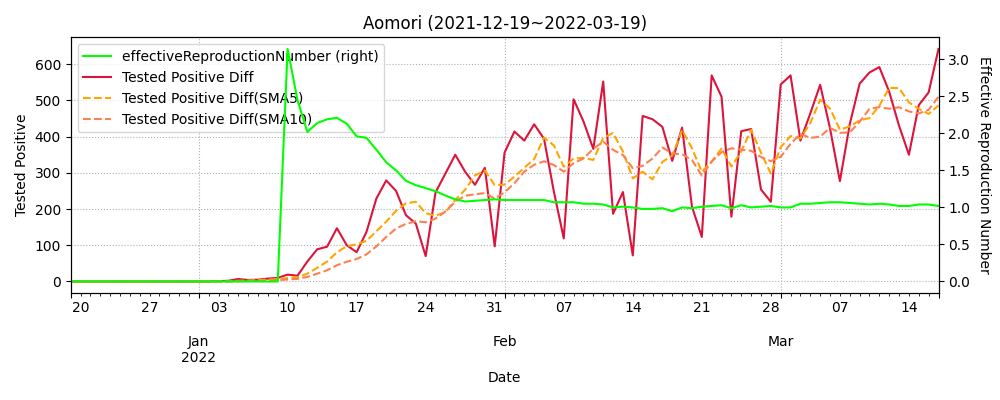 Aomori (2021-12-19~2022-03-19)
effectiveReproductionNumber (right)
Tested Positive Diff
Tested Positive Diff(SMA5)
Tested Positive Diff(SMA10)
Tested Positive
600
500
400
300
200
100
0
3.0
2.5
2.0
1.5
1.0
0.5
0.0
Effective Reproduction Number
20 27 03 10 17 24 31 07 14 21 28 07 14
Jan Feb Mar
2022
Date